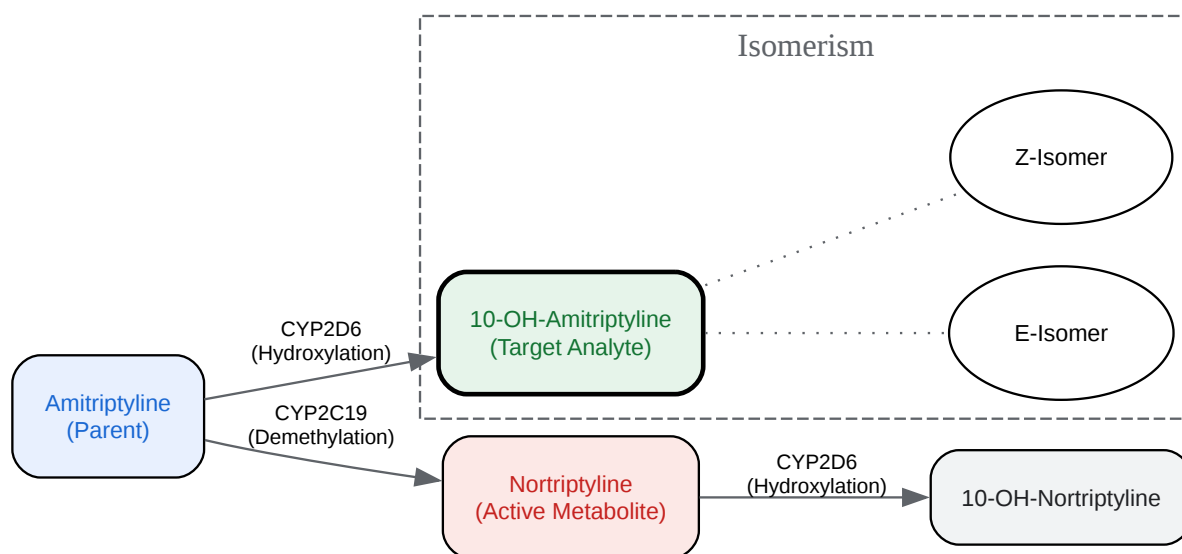 Isomerism
Z-Isomer
10-OH-Amitriptyline
(Target Analyte)
E-Isomer
CYP2D6
(Hydroxylation)
Amitriptyline
(Parent)
CYP2C19
(Demethylation)
Nortriptyline
(Active Metabolite)
CYP2D6
(Hydroxylation)
10-OH-Nortriptyline